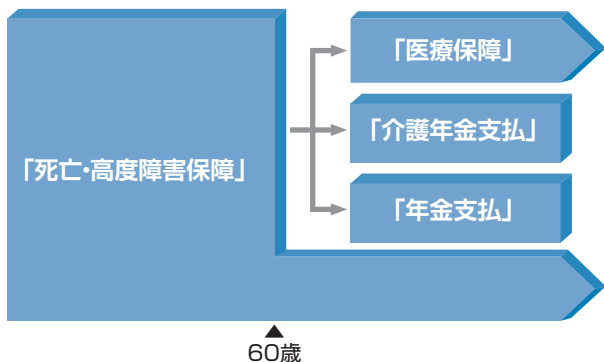 「死亡・高度障害保障」
「医療保障」
「介護年金支払」
「年金支払」
60歳